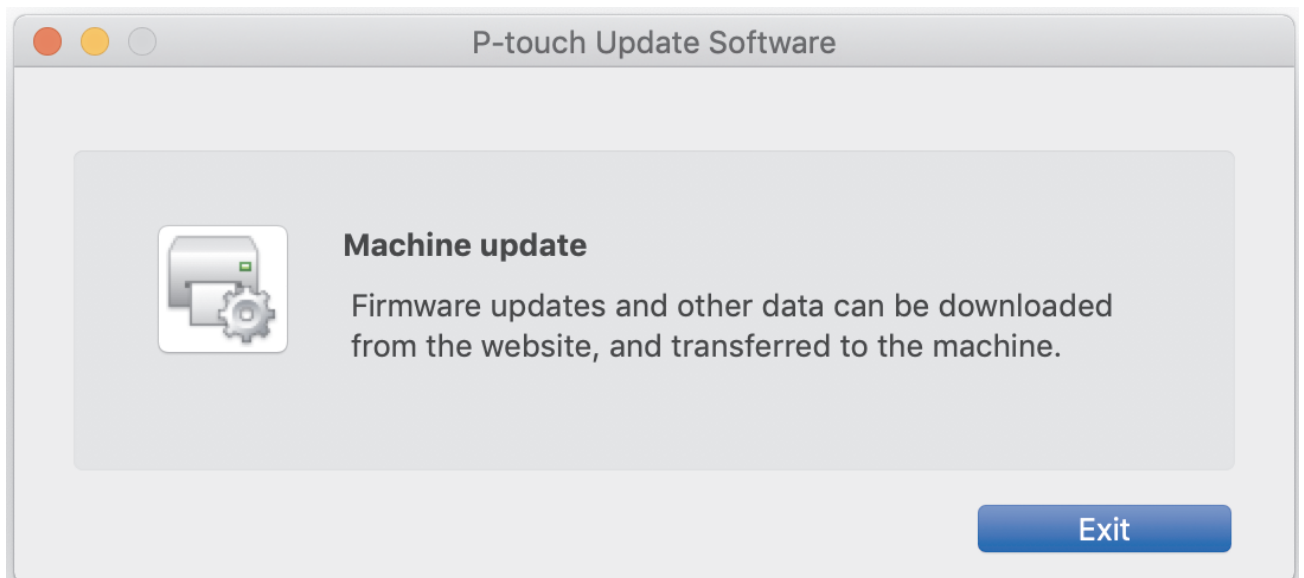 P-touch Update Software
Machine update
Firmware updates and other data can be downloaded
from the website, and transferred to the machine.
Exit